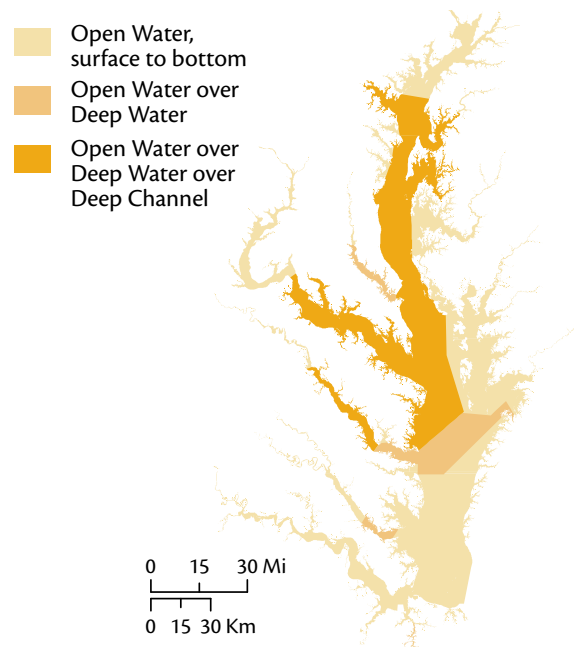 Open Water,
surface to bottom
Open Water over
Deep Water
Open Water over
Deep Water over
Deep Channel
0 15 30 Mi
0 15 30 Km